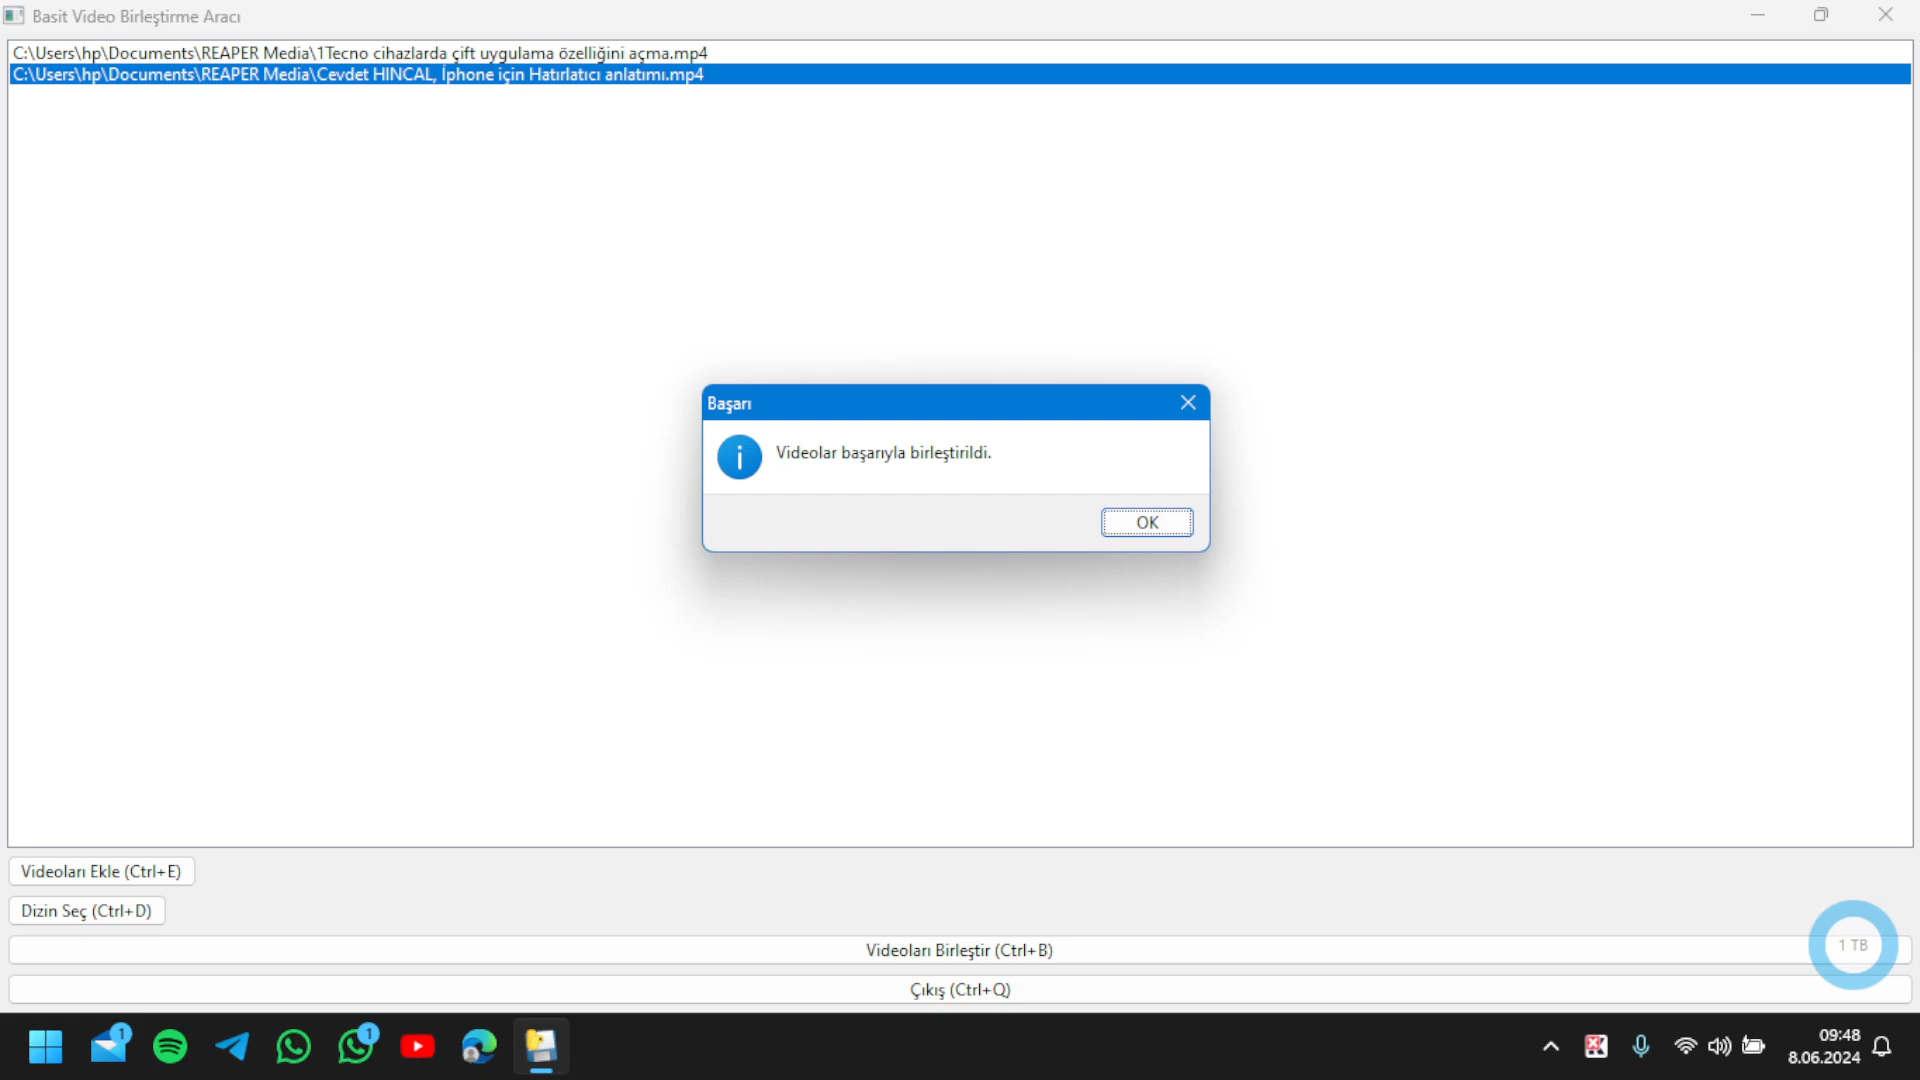 Basit Video Birleştirme Aracı
C:\Users\hp\Documents\REAPER Media\1Tecno cihazlarda çift uygulama özelliğini açma.mp4
C:\Users\hp\Documents\REAPER Media\Cevdet HINCAL, İphone için Hatırlatıcı anlatımı.mp4
Başarı
Videolar başarıyla birleştirildi.
OK
Videoları Ekle (Ctrl+E)
Dizin Seç (Ctrl+D)
Videoları Birleştir (Ctrl+B)
1 TB
Çıkış (Ctrl+Q)
1
1
09:48
8.06.2024